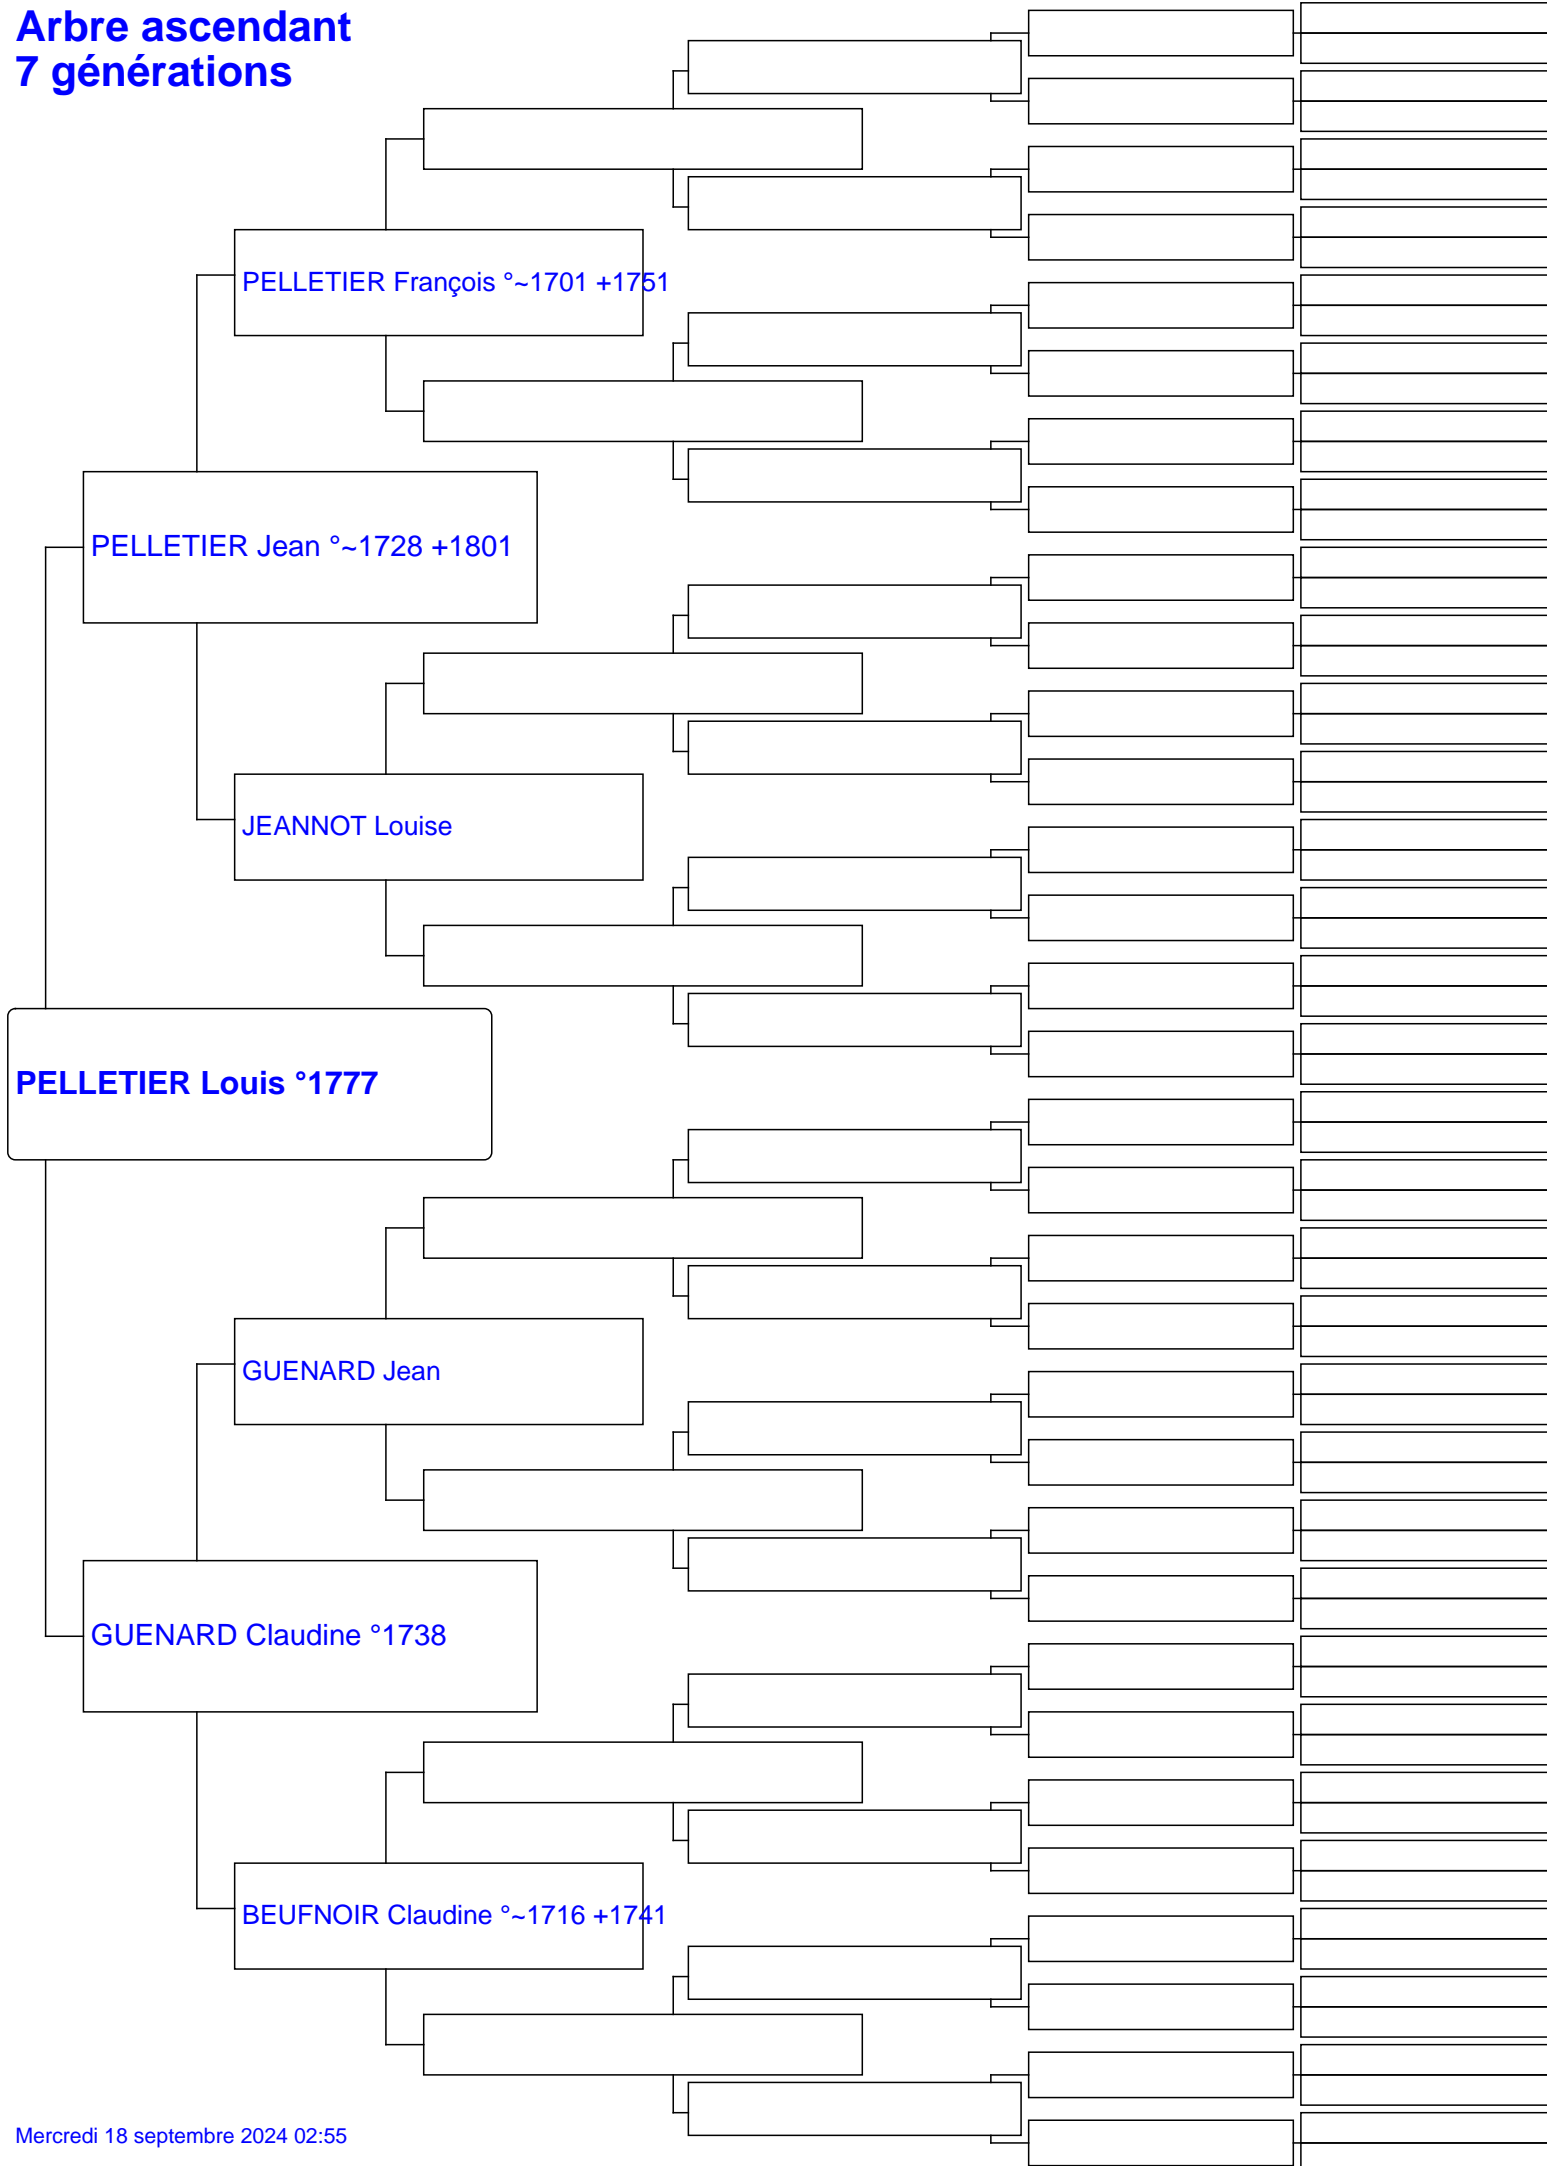 Arbre ascendant
7 générations
PELLETIER François °~1701 +1751
PELLETIER Jean °~1728 +1801
JEANNOT Louise
PELLETIER Louis °1777
GUENARD Jean
GUENARD Claudine °1738
BEUFNOIR Claudine °~1716 +1741
Mercredi 18 septembre 2024 02:55